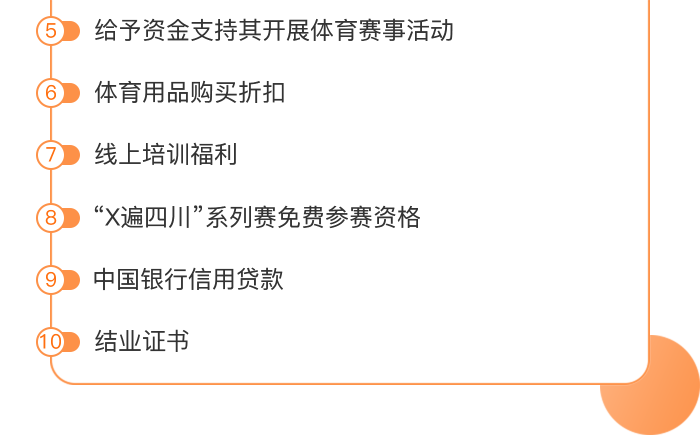 5 给予资金支持其开展体育赛事活动
6 体育用品购买折扣
7 线上培训福利
8 “X遍四川”系列赛免费参赛资格
9 中国银行信用贷款
10 结业证书